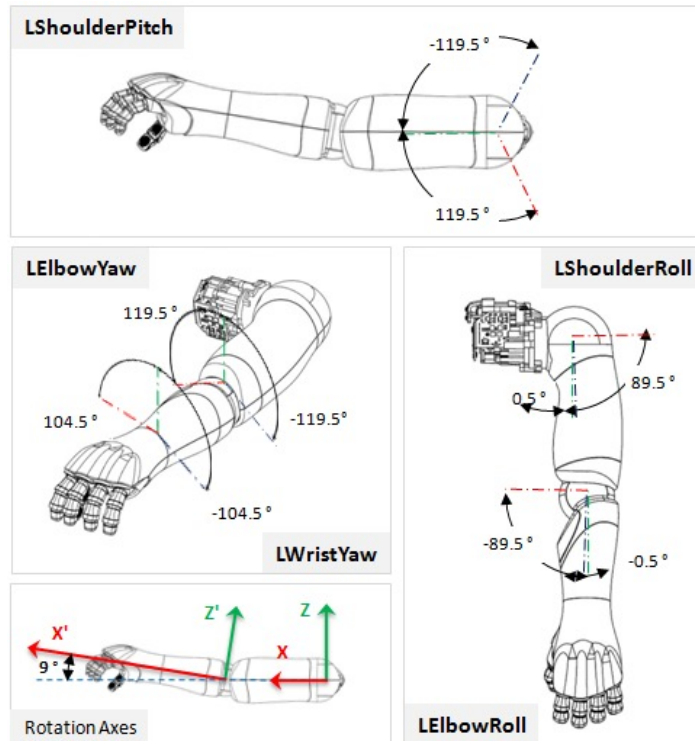 LShoulderPitch
-119.5 °
119.5 °
LElbowYaw
119.5 °
-119.5°
104.5 °
-104.5 °
LWristYaw
LShoulderRoll
0.5 °
89.5 °
-89.5 °
-0.5 °
LElbowRoll
Z'
Z
X'
X
9 °
Rotation Axes